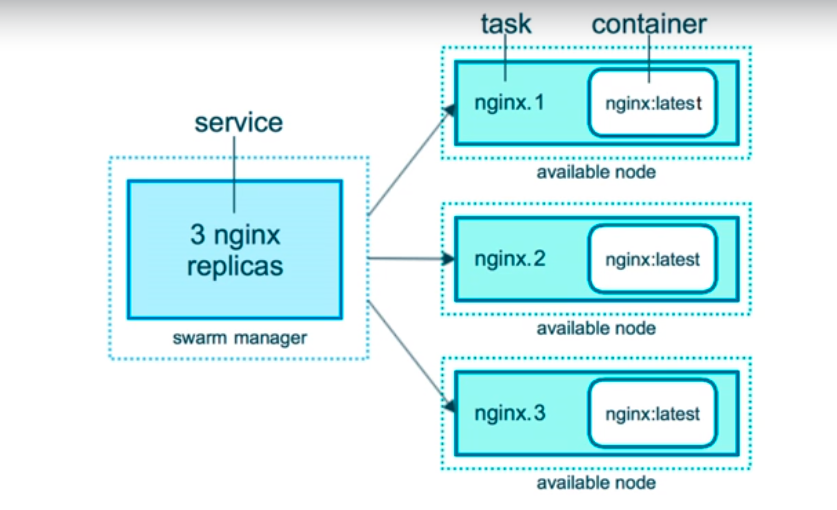 task
container
nginx.1
nginx:latest
available node
service
3 nginx
replicas
swarm manager
nginx.2
nginx:latest
available node
nginx.3
nginx:latest
available node